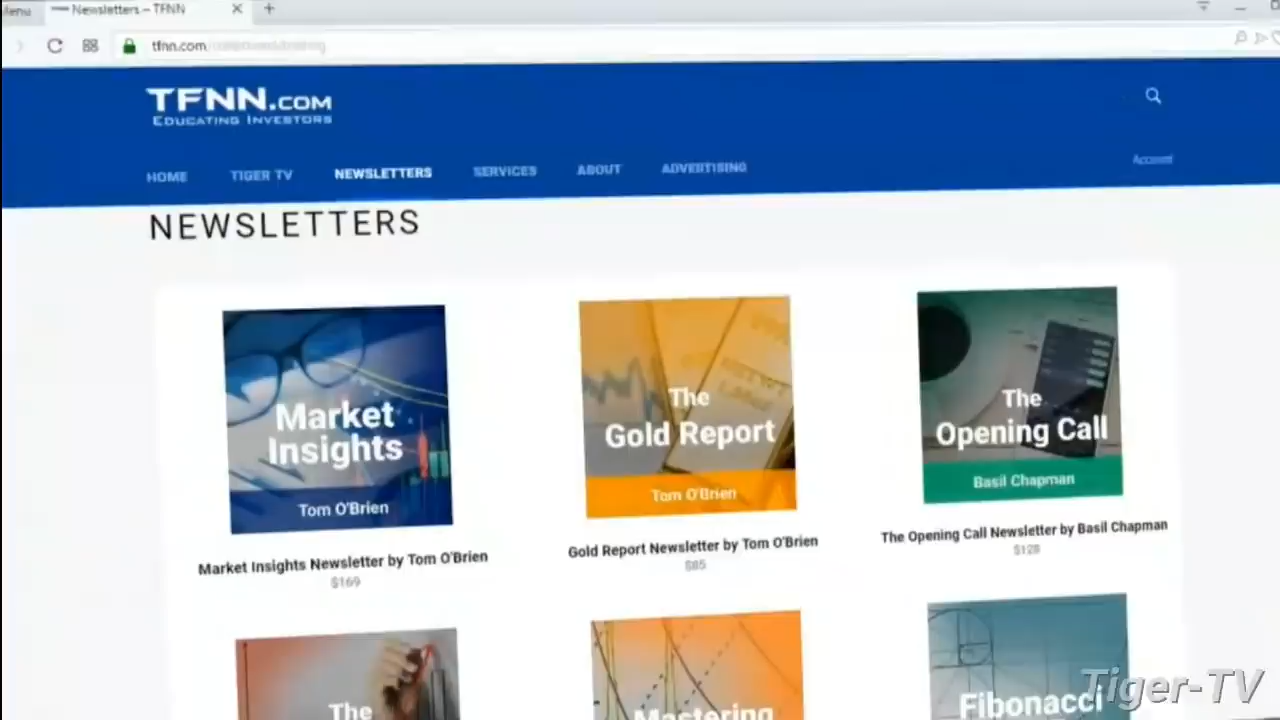 Menu
Newsletters – TFNN
tfnn.com
TFNN.COM
EDUCATING INVESTORS
HOME TIGER TV NEWSLETTERS SERVICES ABOUT ADVERTISING
Account
NEWSLETTERS
Market
Insights
Tom O'Brien
Market Insights Newsletter by Tom O'Brien
$169
The
Gold Report
Tom O'Brien
Gold Report Newsletter by Tom O'Brien
$85
The
Opening Call
Basil Chapman
The Opening Call Newsletter by Basil Chapman
$128
The
Mastering
Fibonacci
Tiger-TV